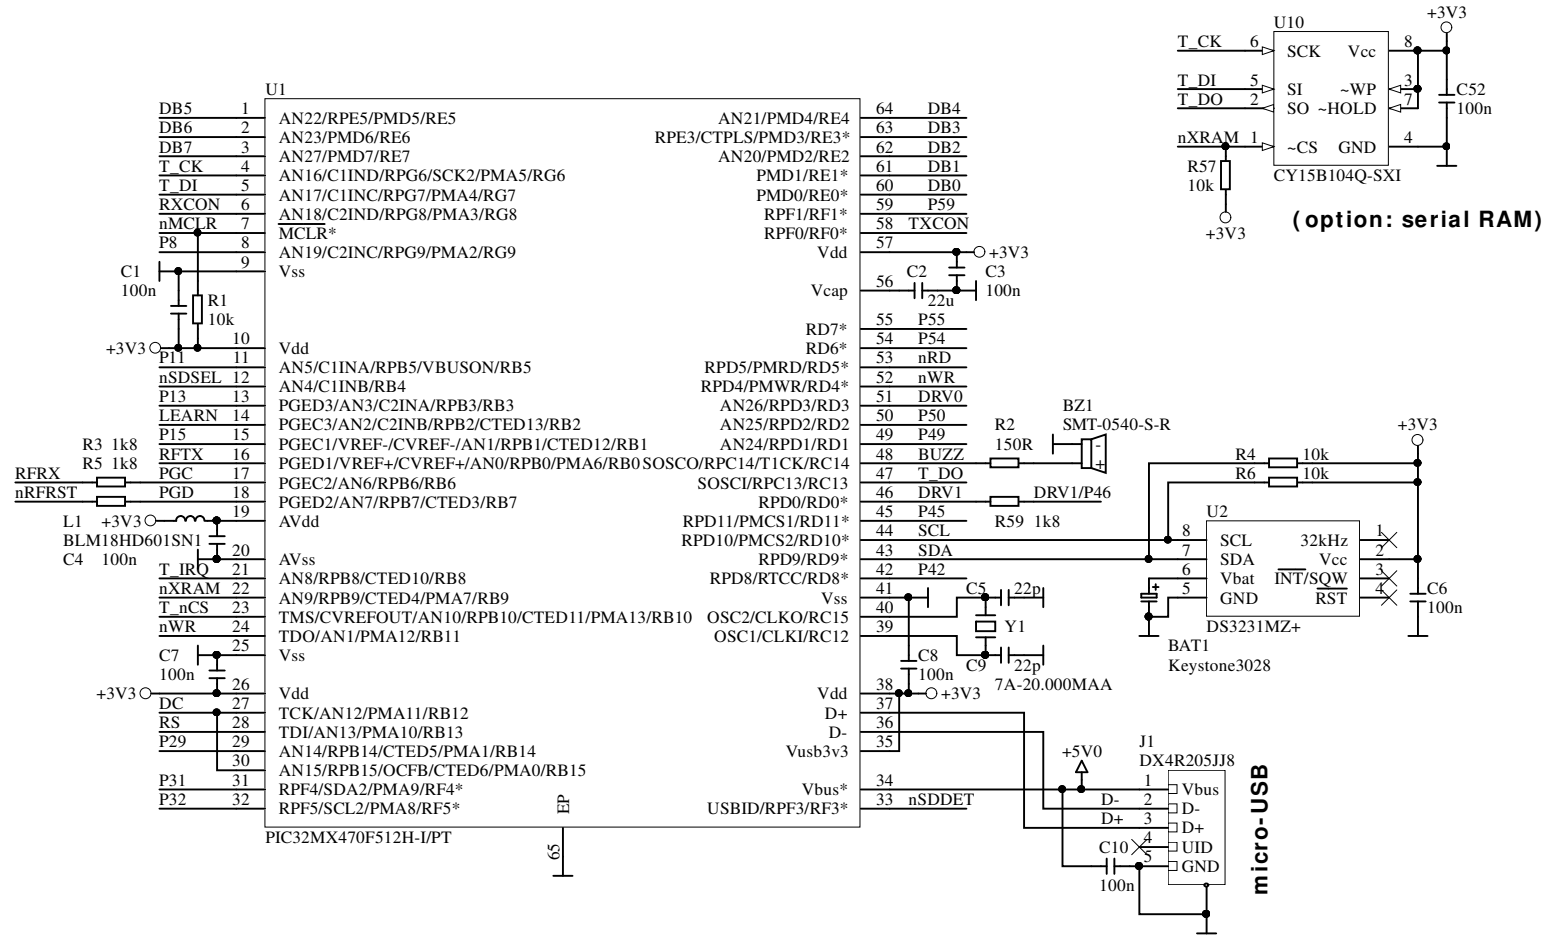 U1
DB5 1 AN22/RPE5/PMD5/RE5
DB6 2 AN23/PMD6/RE6
DB7 3 AN27/PMD7/RE7
T_CK 4 AN16/C1IND/RPG6/SCK2/PMA5/RG6
T_DI 5 AN17/C1INC/RPG7/PMA4/RG7
RXCON 6 AN18/C2IND/RPG8/PMA3/RG8
nMCLR 7 MCLR*
P8 8 AN19/C2INC/RPG9/PMA2/RG9
9 Vss
C1
100n
R1
10k
+3V3 10 Vdd
P11 11 AN5/C1INA/RPB5/VBUSON/RB5
nSDSEL 12 AN4/C1INB/RB4
P13 13 PGED3/AN3/C2INA/RPB3/RB3
LEARN 14 PGEC3/AN2/C2INB/RPB2/CTED13/RB2
P15 15 PGEC1/VREF-/CVREF-/AN1/RPB1/CTED12/RB1
RFTX 16 PGED1/VREF+/CVREF+/AN0/RPB0/PMA6/RB0
R3 1k8
R5 1k8
RFRX PGC 17 PGEC2/AN6/RPB6/RB6
nRFRST PGD 18 PGED2/AN7/RPB7/CTED3/RB7
L1 +3V3 19 AVdd
BLM18HD601SN1
C4 100n 20 AVss
T_IRQ 21 AN8/RPB8/CTED10/RB8
nXRAM 22 AN9/RPB9/CTED4/PMA7/RB9
T_nCS 23 TMS/CVREFOUT/AN10/RPB10/CTED11/PMA13/RB10
nWR 24 TDO/AN1/PMA12/RB11
25 Vss
C7
100n
+3V3 26 Vdd
DC 27 TCK/AN12/PMA11/RB12
RS 28 TDI/AN13/PMA10/RB13
P29 29 AN14/RPB14/CTED5/PMA1/RB14
30 AN15/RPB15/OCFB/CTED6/PMA0/RB15
P31 31 RPF4/SDA2/PMA9/RF4*
P32 32 RPF5/SCL2/PMA8/RF5*
EP
65
PIC32MX470F512H-I/PT
AN21/PMD4/RE4 64 DB4
RPE3/CTPLS/PMD3/RE3* 63 DB3
AN20/PMD2/RE2 62 DB2
PMD1/RE1* 61 DB1
PMD0/RE0* 60 DB0
RPF1/RF1* 59 P59
RPF0/RF0* 58 TXCON
Vdd 57 +3V3
C2
22u
C3
100n
Vcap 56
RD7* 55 P55
RD6* 54 P54
RPD5/PMRD/RD5* 53 nRD
RPD4/PMWR/RD4* 52 nWR
AN26/RPD3/RD3 51 DRV0
AN25/RPD2/RD2 50 P50
AN24/RPD1/RD1 49 P49
SOSCO/RPC14/T1CK/RC14 48 BUZZ
R2
150R
BZ1
SMT-0540-S-R
-
+
SOSCI/RPC13/RC13 47 T_DO
RPD0/RD0* 46 DRV1 DRV1/P46
R59 1k8
RPD11/PMCS1/RD11* 45 P45
RPD10/PMCS2/RD10* 44 SCL
RPD9/RD9* 43 SDA
RPD8/RTCC/RD8* 42 P42
Vss 41
OSC2/CLKO/RC15 40
OSC1/CLKI/RC12 39
C5 22p
Y1
C9 22p
7A-20.000MAA
C8
100n
Vdd 38 +3V3
D+ 37
D- 36
Vusb3v3 35
Vbus* 34
USBID/RPF3/RF3* 33 nSDDET
U10
T_CK 6 SCK
T_DI 5 SI
T_DO 2 SO
nXRAM 1 ~CS
Vcc 8
~WP 3
~HOLD 7
GND 4
+3V3
C52
100n
R57
10k
+3V3
CY15B104Q-SXI
(option: serial RAM)
+3V3
R4 10k
R6 10k
U2
8 SCL 32kHz 1
7 SDA Vcc 2
6 Vbat INT/SQW 3
5 GND RST 4
DS3231MZ+
+
BAT1
Keystone3028
C6
100n
+5V0
J1
DX4R205JJ8
1 Vbus
D- 2 D-
D+ 3 D+
4 UID
5 GND
C10
100n
micro-USB